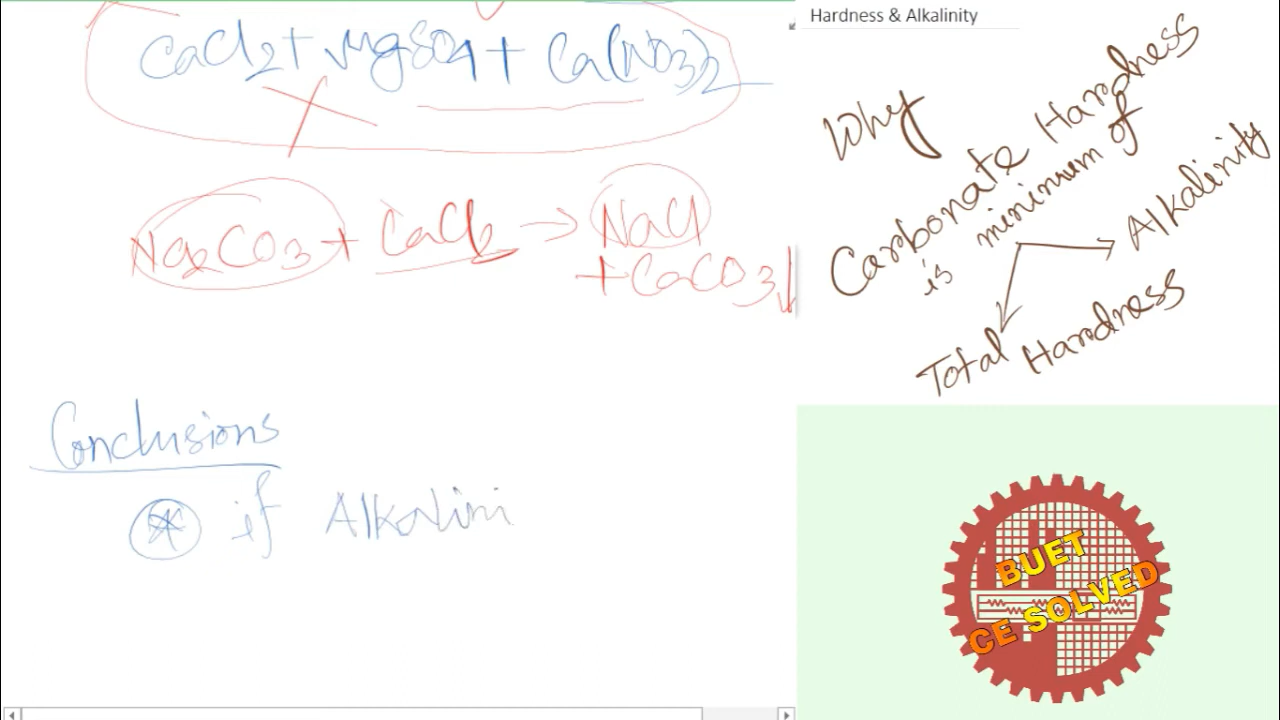 CaCl2 + MgSO4 + Ca(NO3)2
Na2CO3 + CaCl2 → NaCl
+ CaCO3↓
Conclusions
if Alkalini
Hardness & Alkalinity
Why
Carbonate Hardness
is minimum of
Alkalinity
Total Hardness
BUET
CE SOLVED